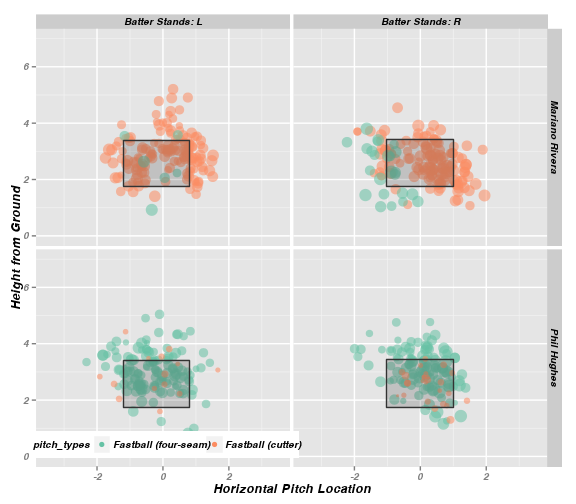 Batter Stands: L
Batter Stands: R
6
4
2
0
Mariano Rivera
Height from Ground
6
4
2
0
Phil Hughes
pitch_types Fastball (four-seam) Fastball (cutter)
-2 0 2 -2 0 2
Horizontal Pitch Location